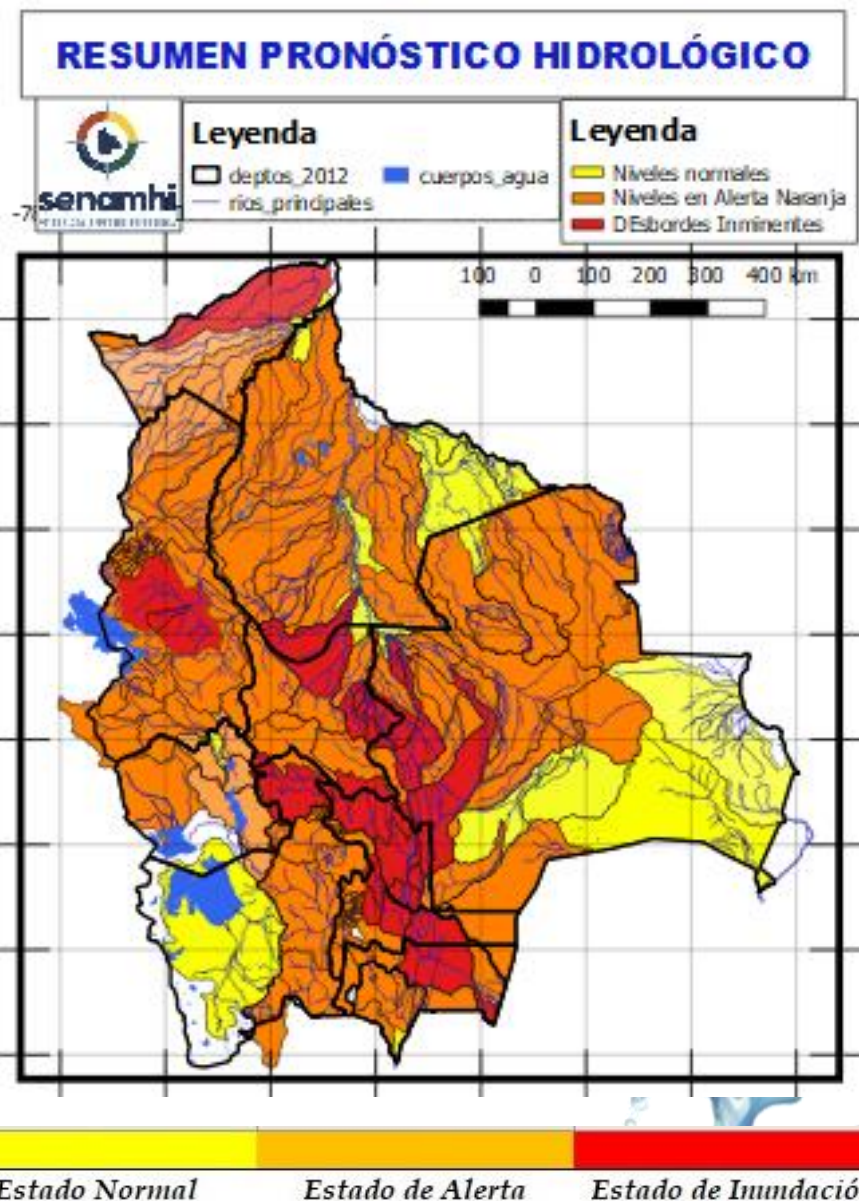 RESUMEN PRONÓSTICO HIDROLÓGICO
senamhi
Leyenda
deptos_2012
cuerpos_agua
rios_principales
Leyenda
Niveles normales
Niveles en Alerta Naranja
DEsbordes Inminentes
100 0 100 200 300 400 km
Estado Normal
Estado de Alerta
Estado de Inundació